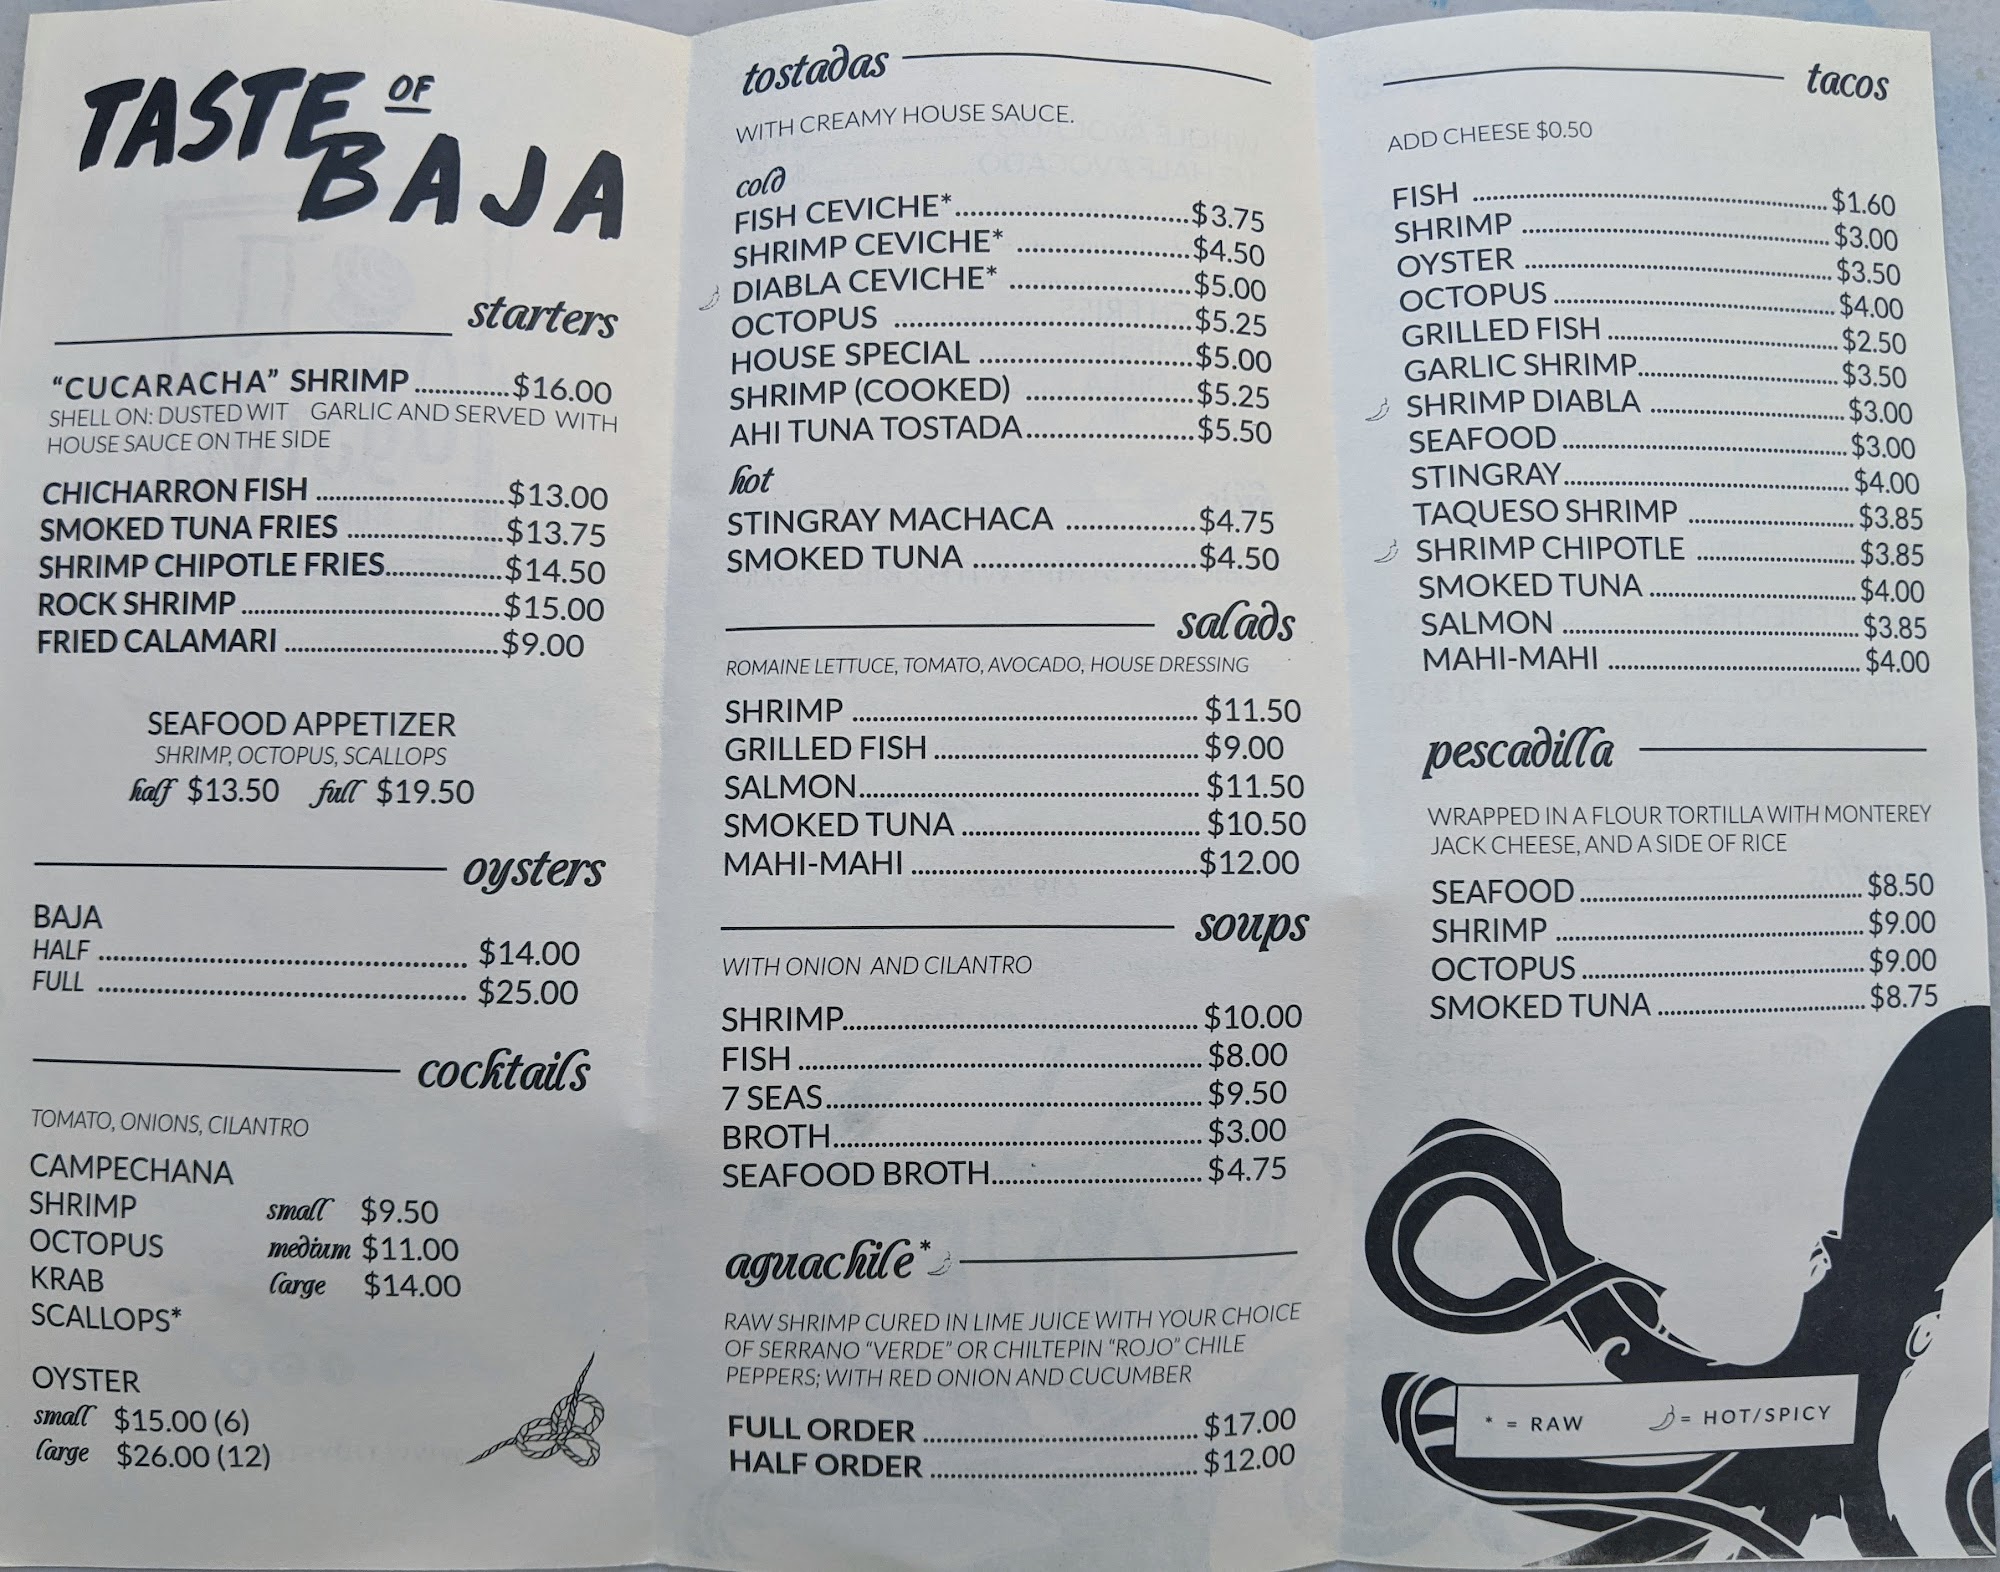 TASTE OF BAJA
starters
"CUCARACHA" SHRIMP..........$16.00
SHELL ON: DUSTED WIT GARLIC AND SERVED WITH
HOUSE SAUCE ON THE SIDE
CHICHARRON FISH..........$13.00
SMOKED TUNA FRIES..........$13.75
SHRIMP CHIPOTLE FRIES..........$14.50
ROCK SHRIMP..........$15.00
FRIED CALAMARI..........$9.00
SEAFOOD APPETIZER
SHRIMP, OCTOPUS, SCALLOPS
half $13.50 full $19.50
oysters
BAJA
HALF..........$14.00
FULL..........$25.00
cocktails
TOMATO, ONIONS, CILANTRO
CAMPECHANA
SHRIMP small $9.50
OCTOPUS medium $11.00
KRAB large $14.00
SCALLOPS*
OYSTER
small $15.00 (6)
large $26.00 (12)
tostadas
WITH CREAMY HOUSE SAUCE.
cold
FISH CEVICHE*..........$3.75
SHRIMP CEVICHE*..........$4.50
DIABLA CEVICHE*..........$5.00
OCTOPUS..........$5.25
HOUSE SPECIAL..........$5.00
SHRIMP (COOKED)..........$5.25
AHI TUNA TOSTADA..........$5.50
hot
STINGRAY MACHACA..........$4.75
SMOKED TUNA..........$4.50
salads
ROMAINE LETTUCE, TOMATO, AVOCADO, HOUSE DRESSING
SHRIMP..........$11.50
GRILLED FISH..........$9.00
SALMON..........$11.50
SMOKED TUNA..........$10.50
MAHI-MAHI..........$12.00
soups
WITH ONION AND CILANTRO
SHRIMP..........$10.00
FISH..........$8.00
7 SEAS..........$9.50
BROTH..........$3.00
SEAFOOD BROTH..........$4.75
aguachile*
RAW SHRIMP CURED IN LIME JUICE WITH YOUR CHOICE
OF SERRANO "VERDE" OR CHILTEPIN "ROJO" CHILE
PEPPERS; WITH RED ONION AND CUCUMBER
FULL ORDER..........$17.00
HALF ORDER..........$12.00
tacos
ADD CHEESE $0.50
FISH..........$1.60
SHRIMP..........$3.00
OYSTER..........$3.50
OCTOPUS..........$4.00
GRILLED FISH..........$2.50
GARLIC SHRIMP..........$3.50
SHRIMP DIABLA..........$3.00
SEAFOOD..........$3.00
STINGRAY..........$4.00
TAQUESO SHRIMP..........$3.85
SHRIMP CHIPOTLE..........$3.85
SMOKED TUNA..........$4.00
SALMON..........$3.85
MAHI-MAHI..........$4.00
pescadilla
WRAPPED IN A FLOUR TORTILLA WITH MONTEREY
JACK CHEESE, AND A SIDE OF RICE
SEAFOOD..........$8.50
SHRIMP..........$9.00
OCTOPUS..........$9.00
SMOKED TUNA..........$8.75
* = RAW = HOT/SPICY